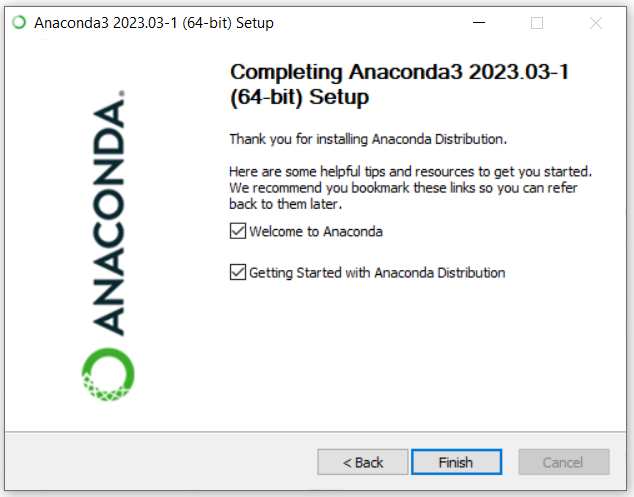 Anaconda3 2023.03-1 (64-bit) Setup
ANACONDA.
Completing Anaconda3 2023.03-1
(64-bit) Setup
Thank you for installing Anaconda Distribution.
Here are some helpful tips and resources to get you started.
We recommend you bookmark these links so you can refer
back to them later.
Welcome to Anaconda
Getting Started with Anaconda Distribution
< Back
Finish
Cancel